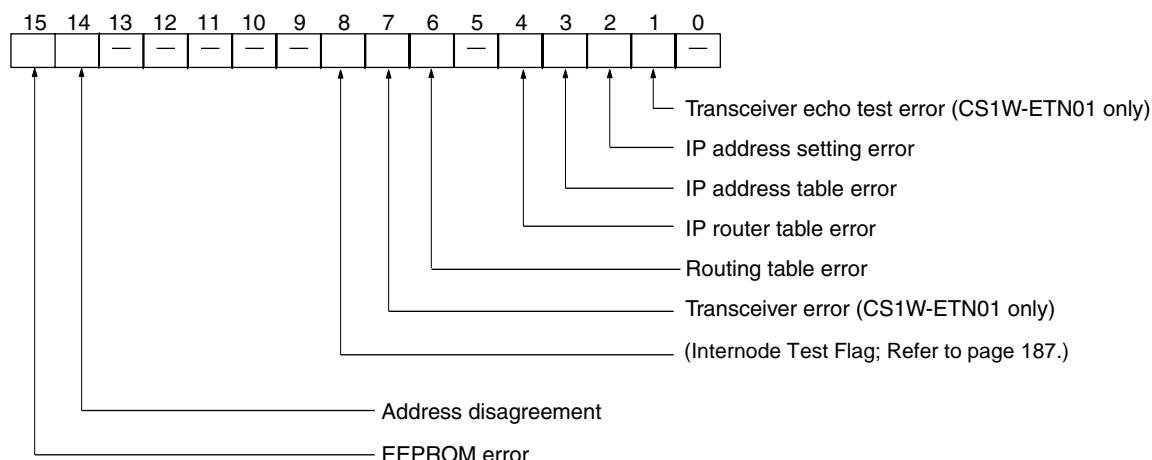 15 14 13 12 11 10 9 8 7 6 5 4 3 2 1 0
— — — — — — —
Transceiver echo test error (CS1W-ETN01 only)
IP address setting error
IP address table error
IP router table error
Routing table error
Transceiver error (CS1W-ETN01 only)
(Internode Test Flag; Refer to page 187.)
Address disagreement
EEPROM error